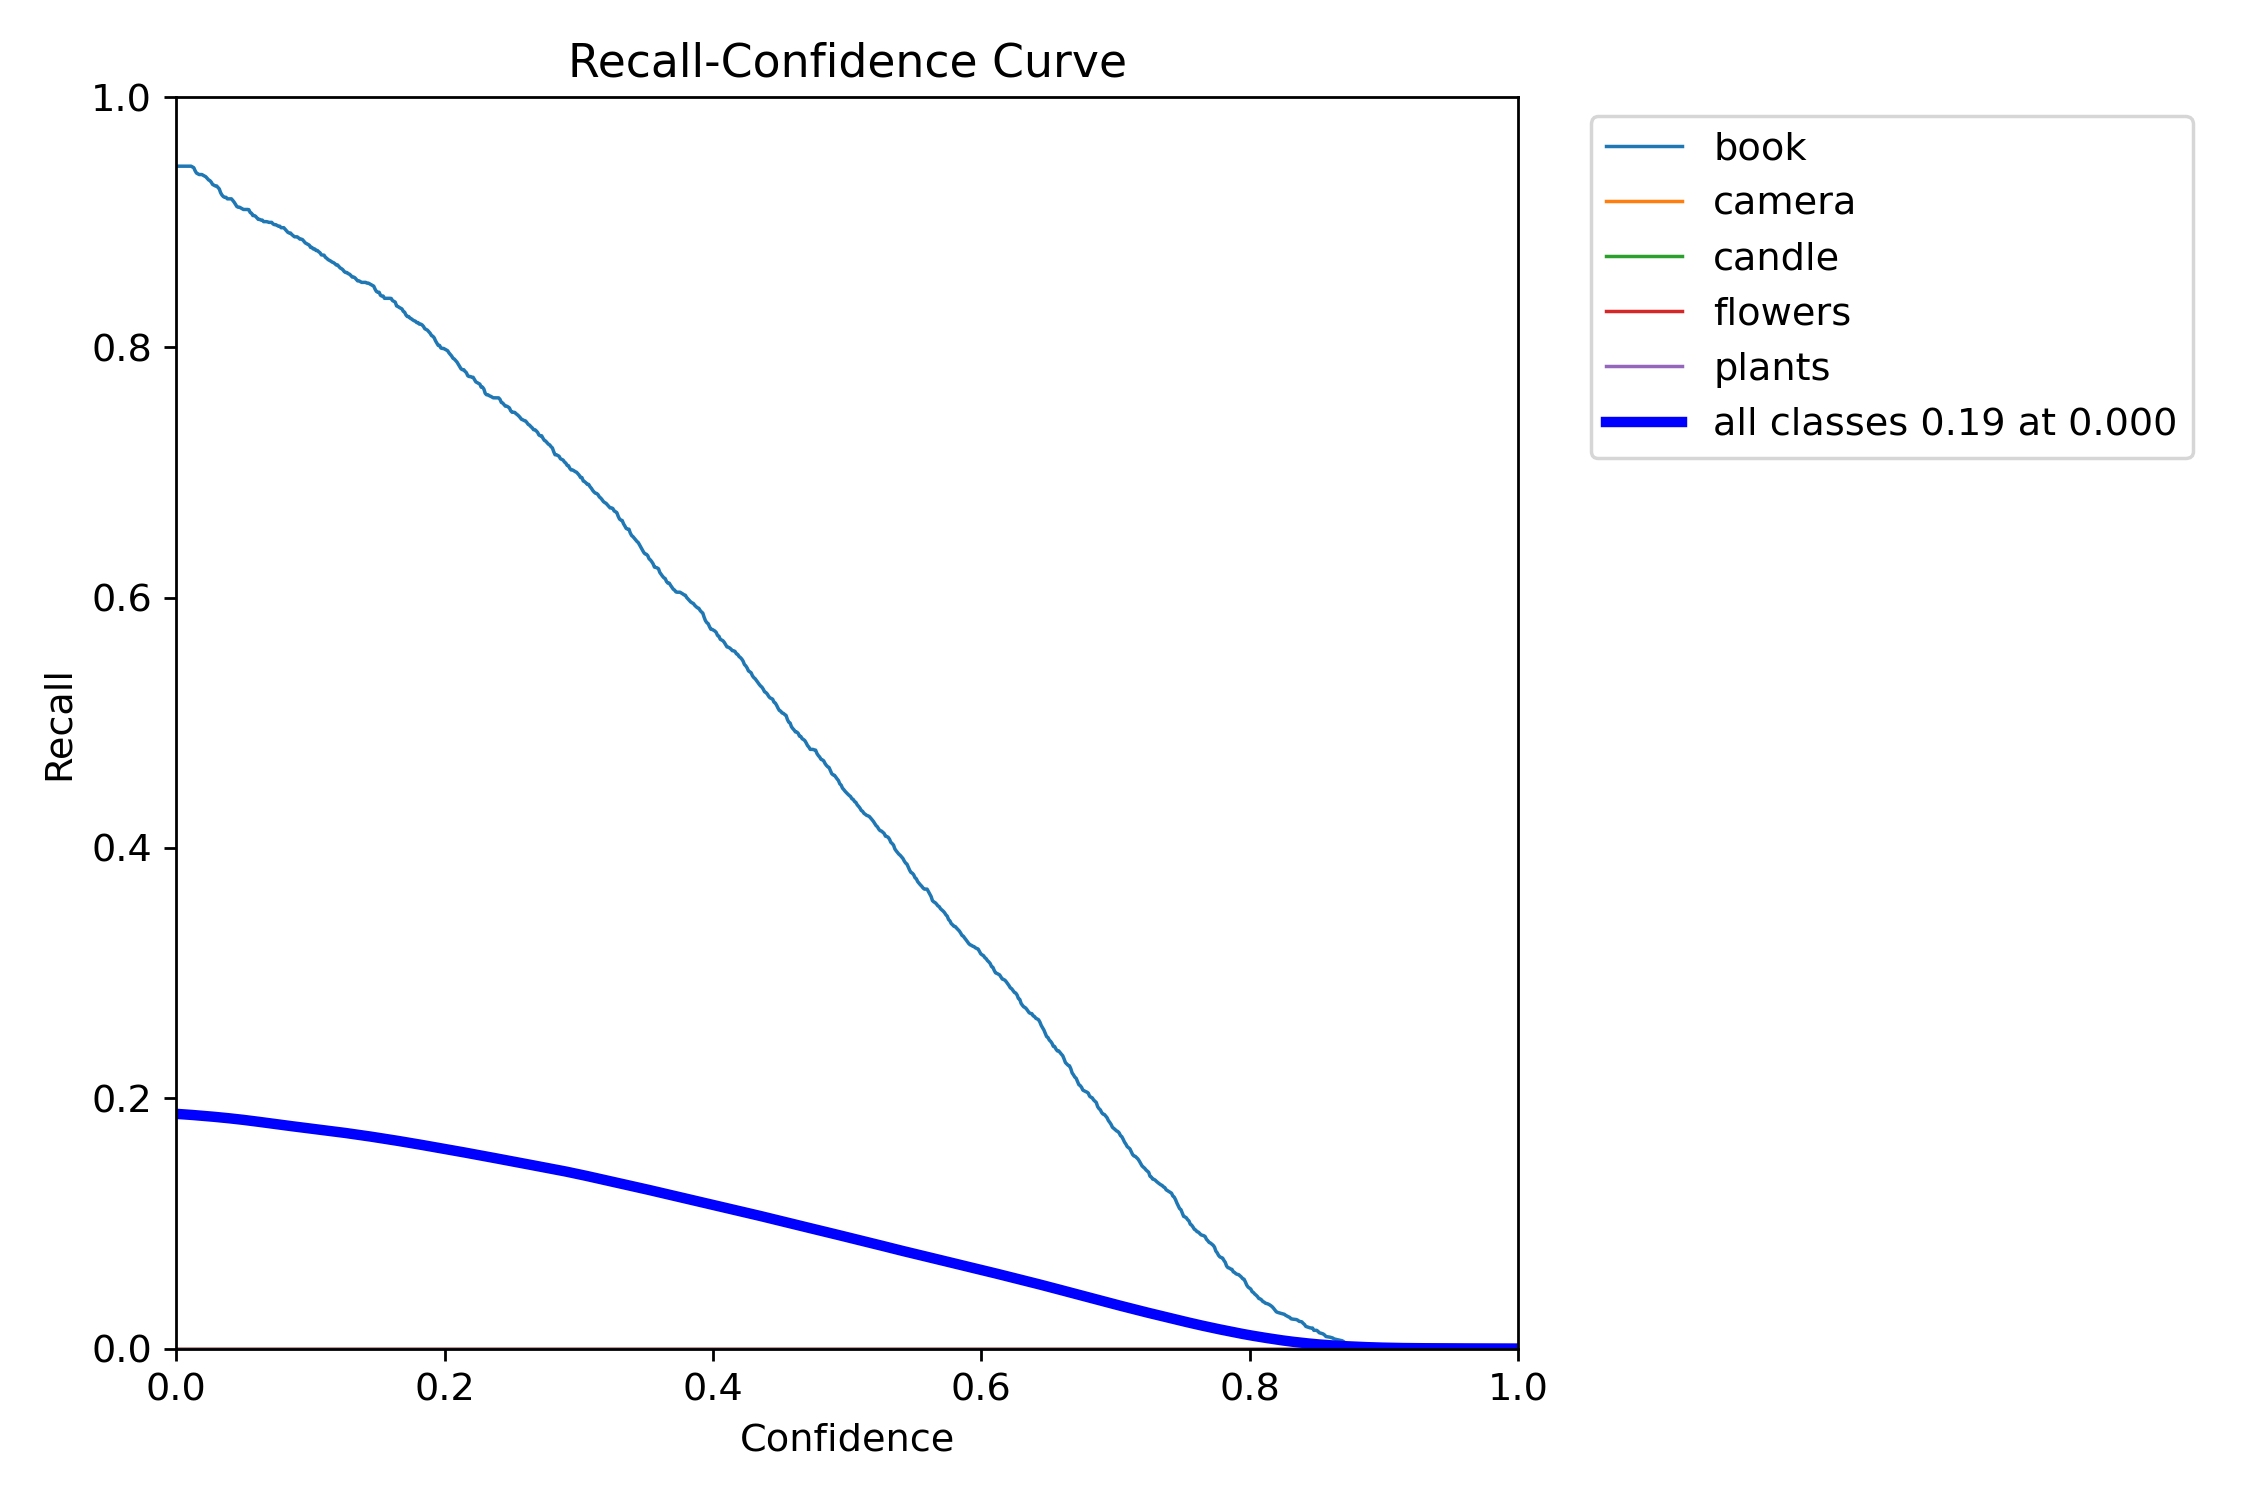 Recall-Confidence Curve
1.0
0.8
0.6
0.4
0.2
0.0
Recall
0.0 0.2 0.4 0.6 0.8 1.0
Confidence
book
camera
candle
flowers
plants
all classes 0.19 at 0.000